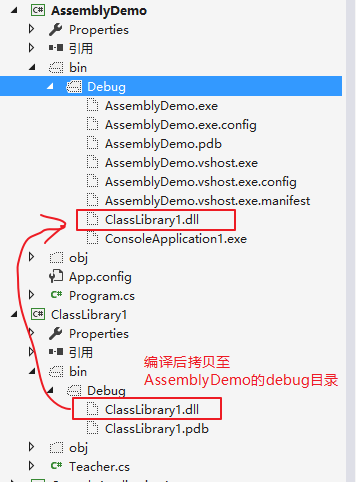 C# AssemblyDemo
Properties
引用
bin
Debug
AssemblyDemo.exe
AssemblyDemo.exe.config
AssemblyDemo.pdb
AssemblyDemo.vshost.exe
AssemblyDemo.vshost.exe.config
AssemblyDemo.vshost.exe.manifest
ClassLibrary1.dll
ConsoleApplication1.exe
obj
App.config
C# Program.cs
C# ClassLibrary1
Properties
引用
编译后拷贝至
bin
AssemblyDemo的debug目录
Debug
ClassLibrary1.dll
ClassLibrary1.pdb
obj
C# Teacher.cs